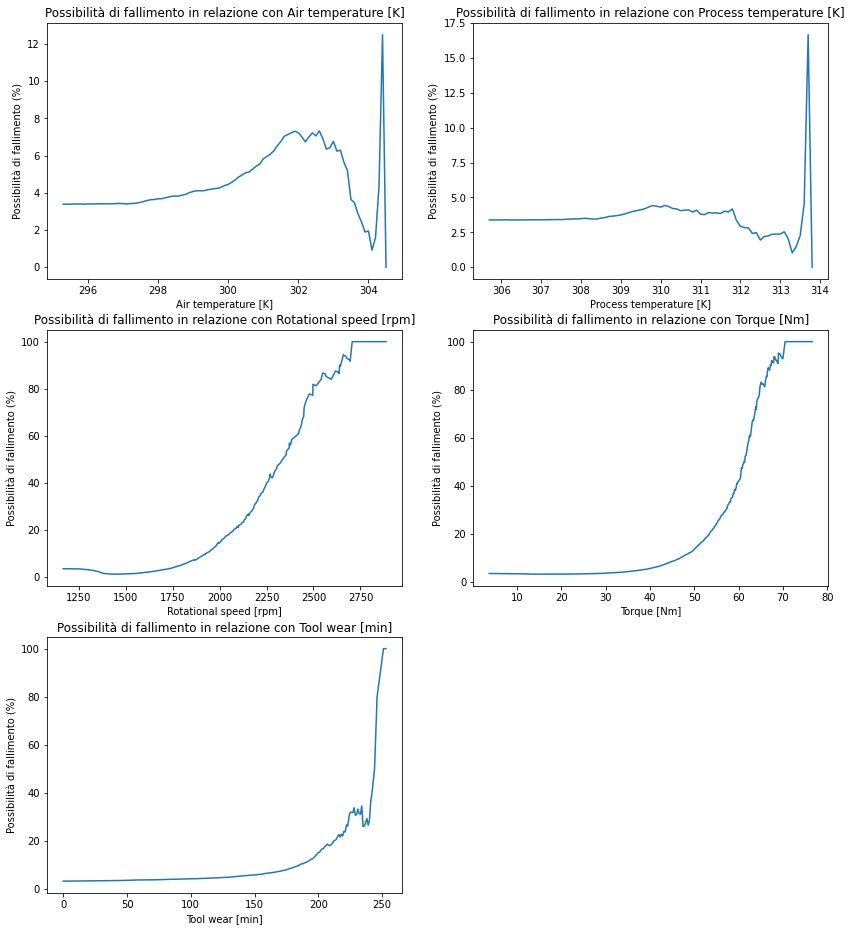 Possibilità di fallimento in relazione con Air temperature [K]
Possibilità di fallimento (%)
12
10
8
6
4
2
0
296 298 300 302 304
Air temperature [K]
Possibilità di fallimento in relazione con Process temperature [K]
Possibilità di fallimento (%)
17.5
15.0
12.5
10.0
7.5
5.0
2.5
0.0
306 307 308 309 310 311 312 313 314
Process temperature [K]
Possibilità di fallimento in relazione con Rotational speed [rpm]
Possibilità di fallimento (%)
100
80
60
40
20
0
1250 1500 1750 2000 2250 2500 2750
Rotational speed [rpm]
Possibilità di fallimento in relazione con Torque [Nm]
Possibilità di fallimento (%)
100
80
60
40
20
0
10 20 30 40 50 60 70 80
Torque [Nm]
Possibilità di fallimento in relazione con Tool wear [min]
Possibilità di fallimento (%)
100
80
60
40
20
0
0 50 100 150 200 250
Tool wear [min]